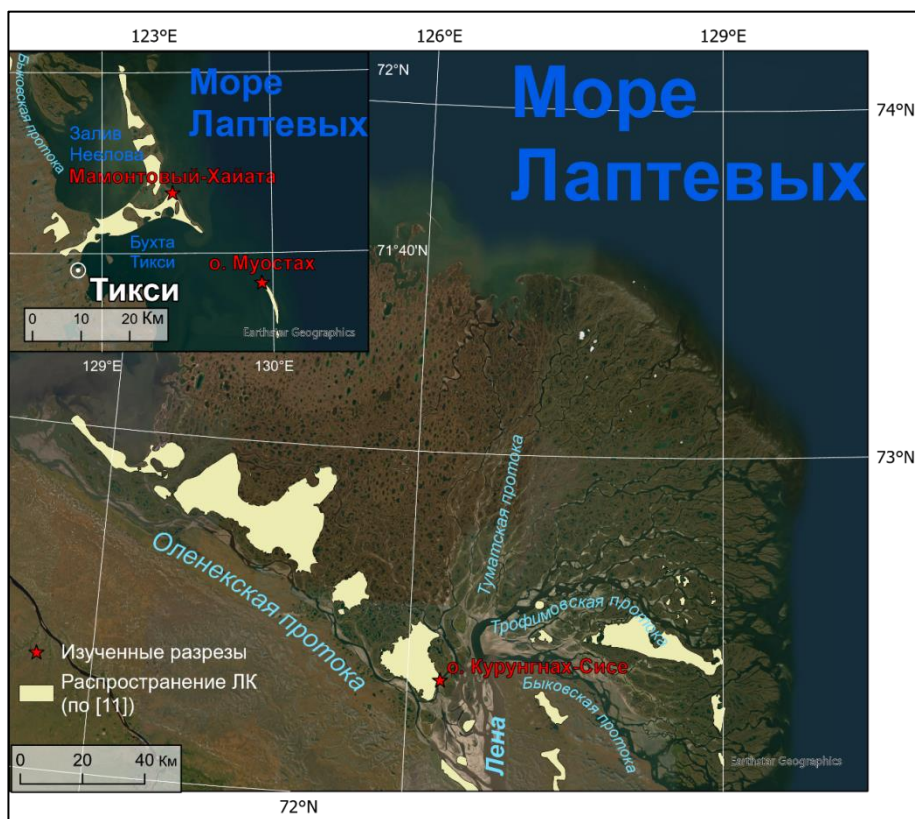 123°E
126°E
129°E
Быковская протока
Море
Лаптевых
72°N
Залив
Неелова
Мамонтовый-Хаиата
Бухта
Тикси
71°40'N
о. Муостах
Тикси
0 10 20 Км
Earthstar Geographics
129°E
130°E
Море
Лаптевых
74°N
73°N
Туматская протока
Оленекская протока
Трофимовская протока
о. Курунгнах-Сисе
Быковская протока
Лена
Изученные разрезы
Распространение ЛК
(по [11])
0 20 40 Км
Earthstar Geographics
72°N